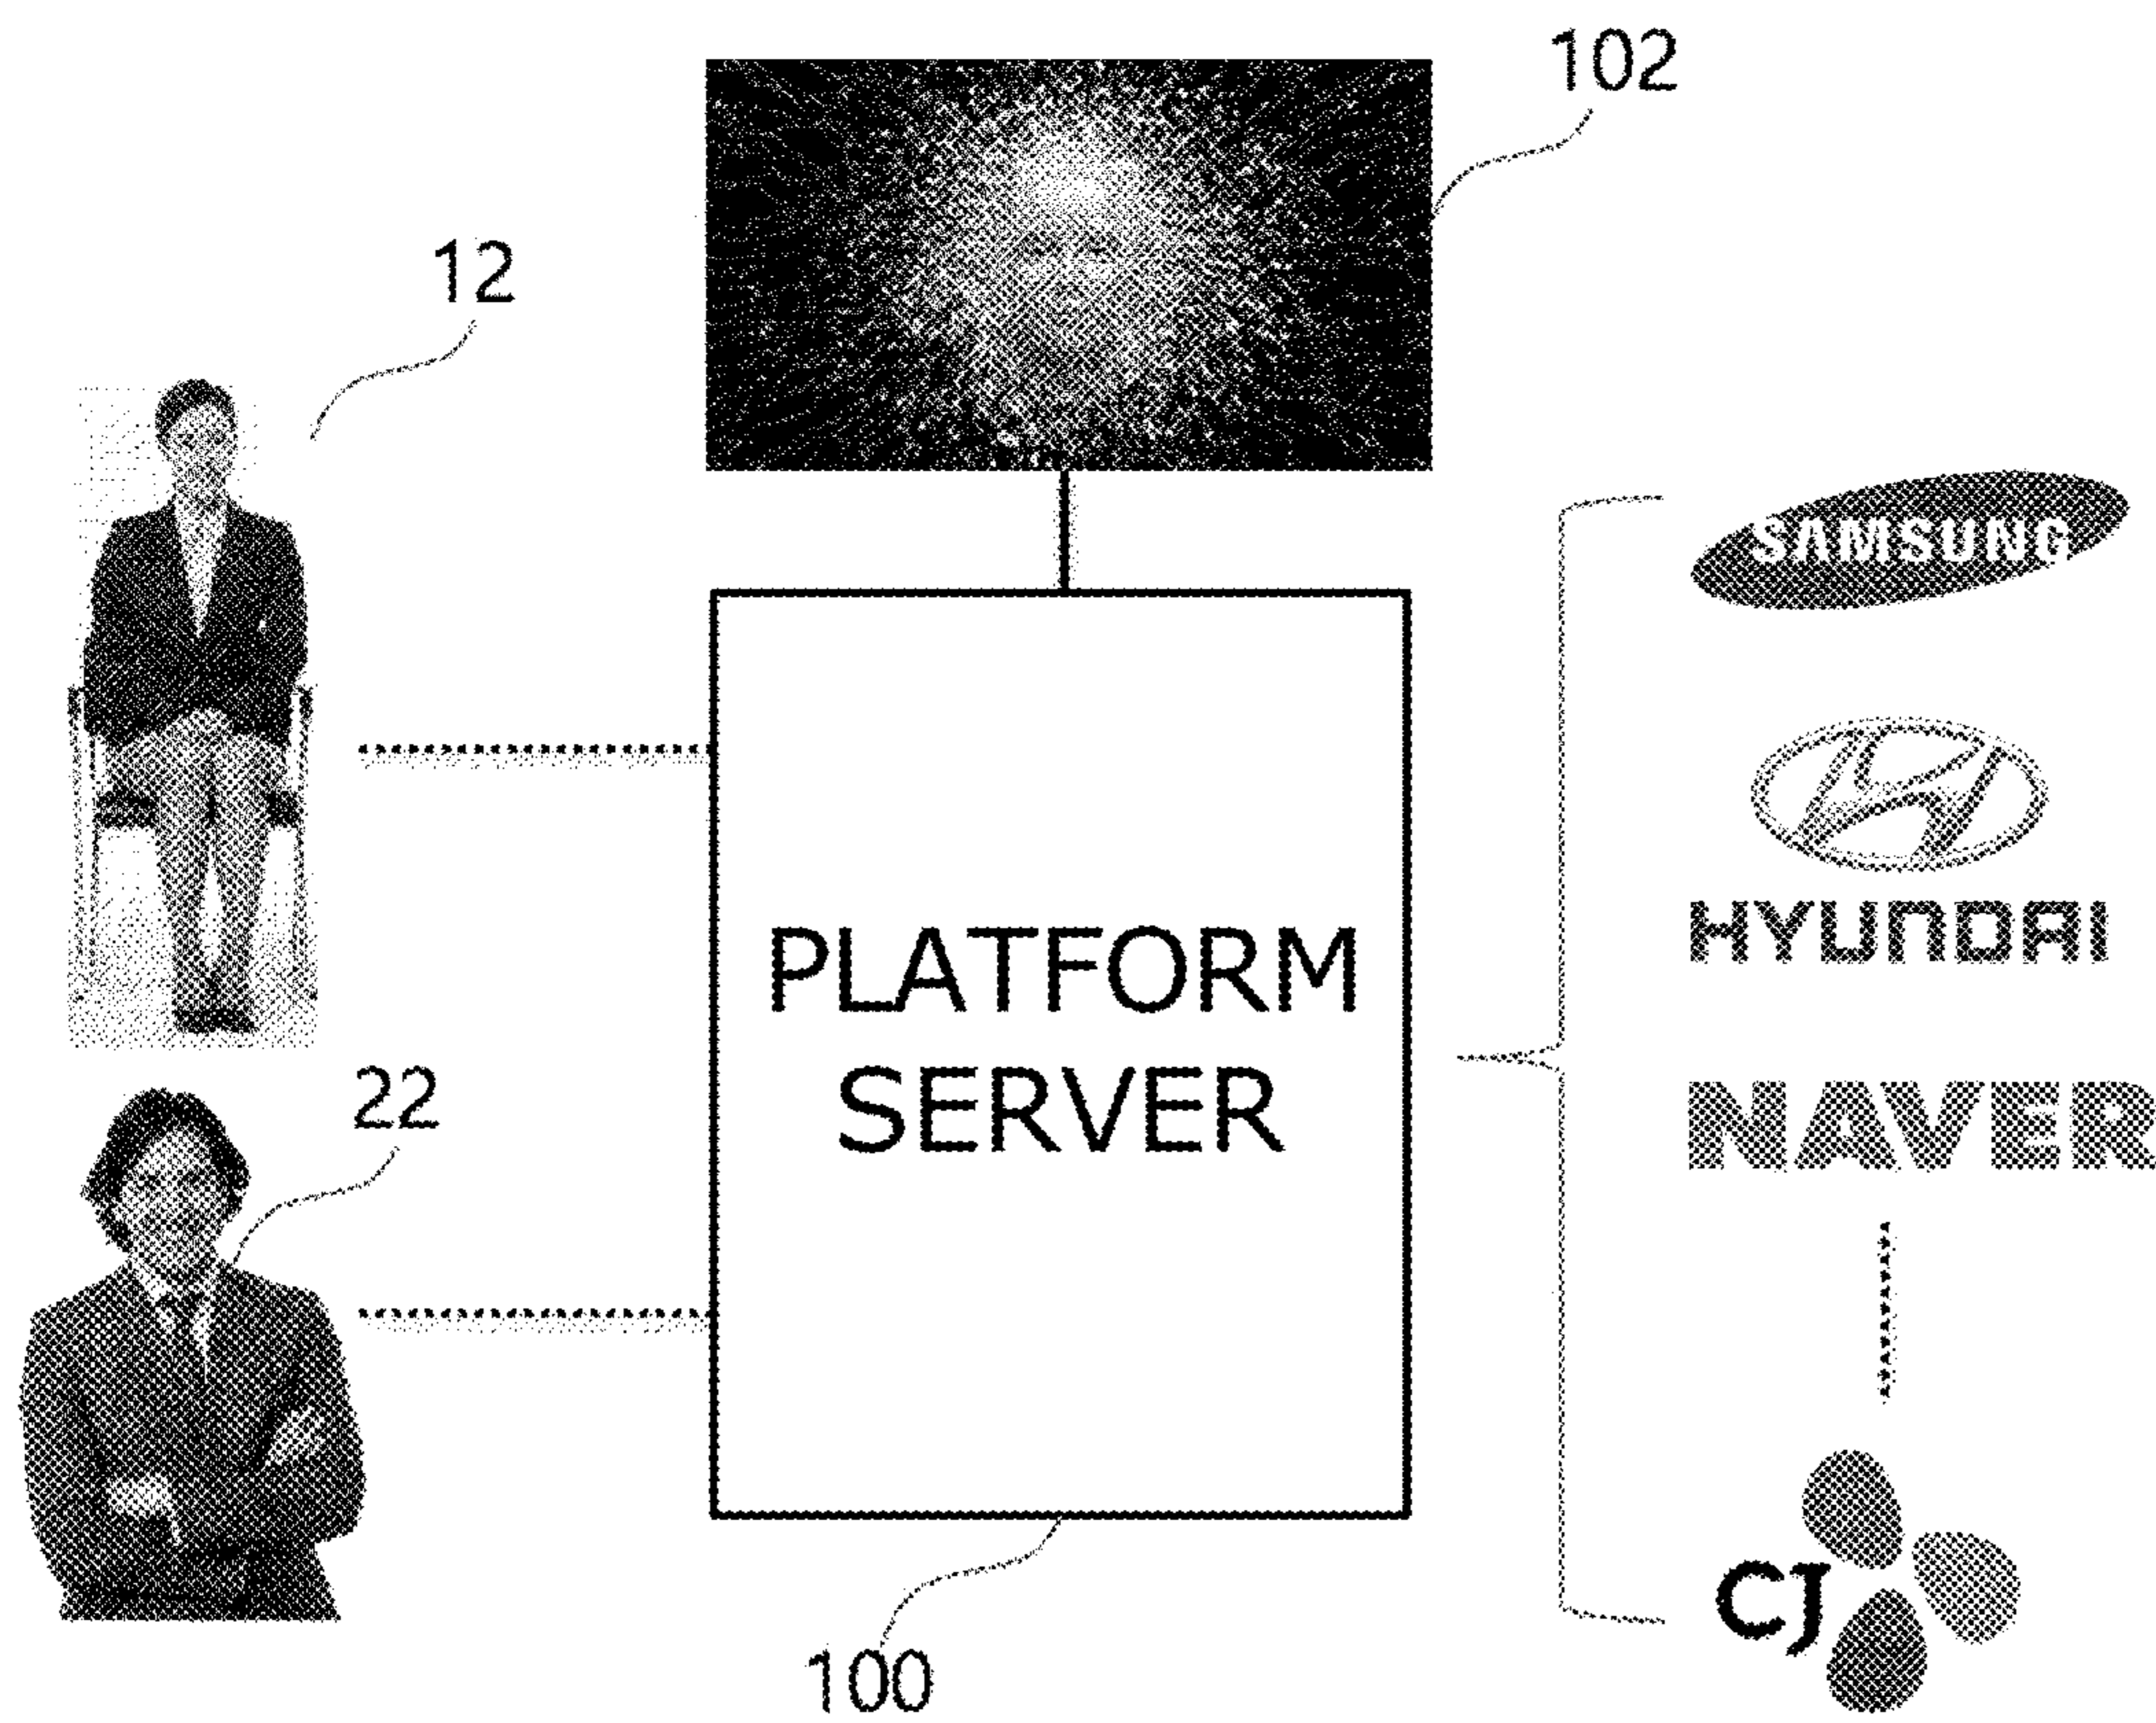 102
12
SAMSUNG
HYUNDAI
PLATFORM
SERVER
22
NAVER
CJ
100